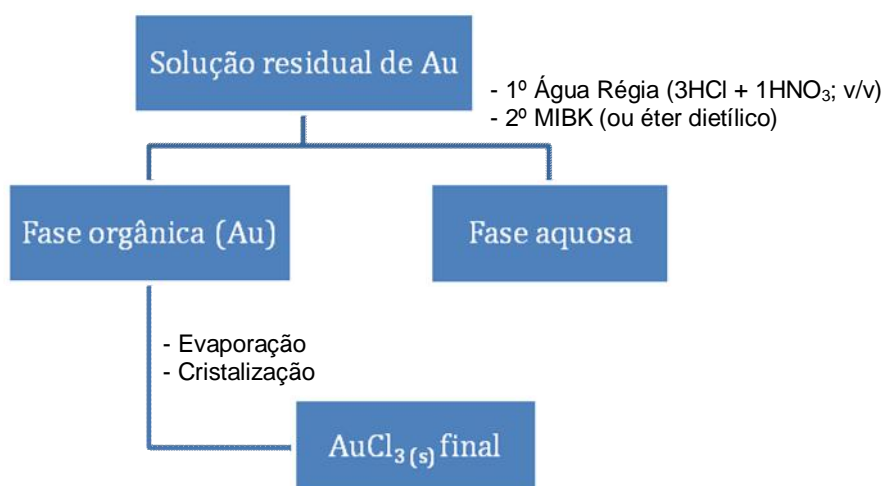 Solução residual de Au
- 1º Água Régia (3HCl + 1HNO₃; v/v)
- 2º MIBK (ou éter dietílico)
Fase orgânica (Au)
Fase aquosa
- Evaporação
- Cristalização
AuCl₃ (s) final